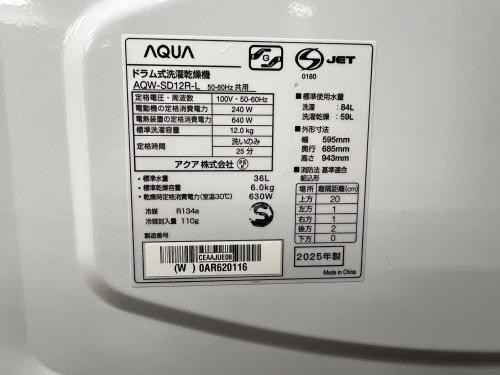 AQUA
ドラム式洗濯乾燥機
AQW-SD12R-L 50-60Hz 共用
定格電圧・周波数 100V・50-60Hz
電動機の定格消費電力 240 W
電熱装置の定格消費電力 640 W
標準洗濯容量 12.0kg
定格時間 洗いのみ
25分
アクア株式会社
・標準水量 36L
・標準乾燥容量 6.0kg
・乾燥時定格消費電力(室温30℃) 630W
冷媒 R134a
冷媒封入量 110g
製造番号
CEAAJUE08
(W) 0AR620116
G
S JET
0180
■標準使用水量
洗濯 : 84L
洗濯乾燥 : 59L
■外形寸法
幅 595mm
奥行 685mm
高さ 943mm
■消防法 基準適合
組込形
場所 離隔距離(cm)
上方 20
左方 1
右方 1
後方 2
下方 0
2025年製
Made in China